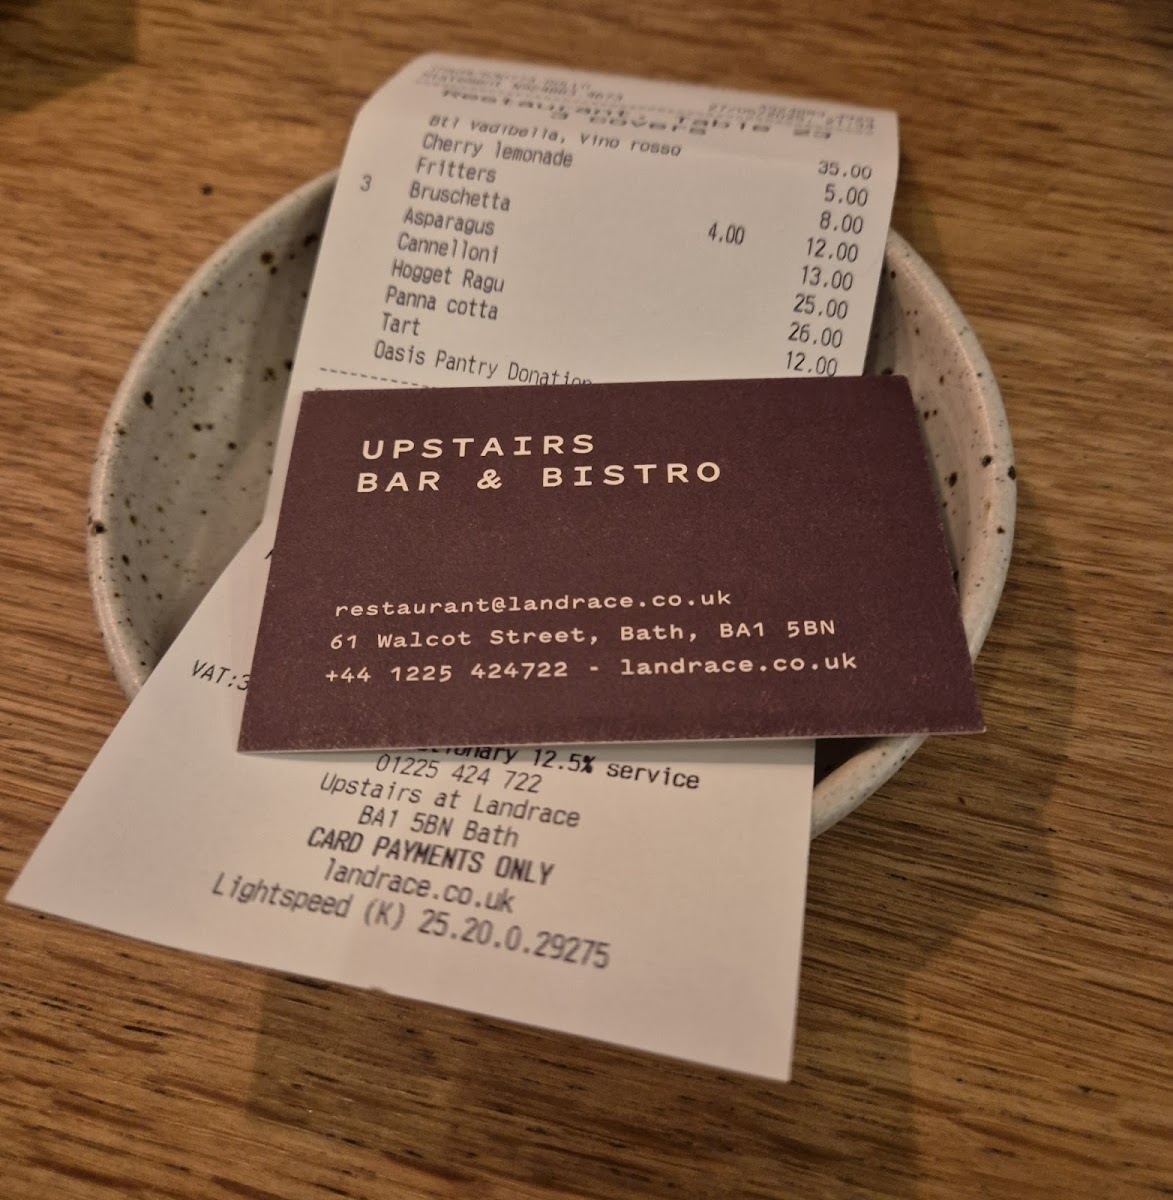 Restaurant, Table
3 covers
Btl Vadibella, Vino rosso 35.00
Cherry lemonade 5.00
Fritters 8.00
3 Bruschetta 4.00 12.00
Asparagus 13.00
Cannelloni 25.00
Hogget Ragu 26.00
Panna cotta 12.00
Tart
Oasis Pantry Donation
UPSTAIRS
BAR & BISTRO
restaurant@landrace.co.uk
61 Walcot Street, Bath, BA1 5BN
+44 1225 424722 - landrace.co.uk
VAT:3
12.5% service
01225 424 722
Upstairs at Landrace
BA1 5BN Bath
CARD PAYMENTS ONLY
landrace.co.uk
Lightspeed (K) 25.20.0.29275